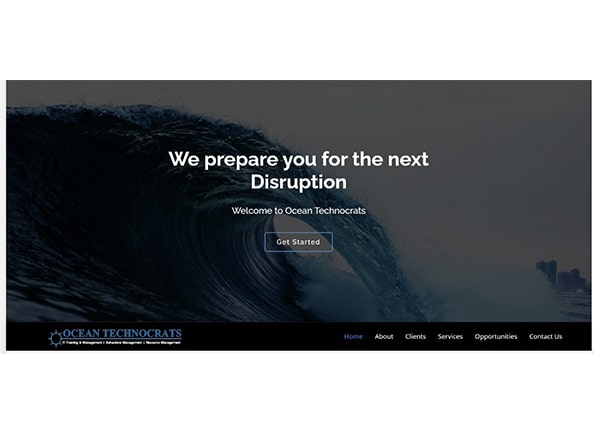 We prepare you for the next
Disruption
Welcome to Ocean Technocrats
Get Started
OCEAN TECHNOCRATS
IT Training & Management | Behavioral Management | Resource Management
Home About Clients Services Opportunities Contact Us